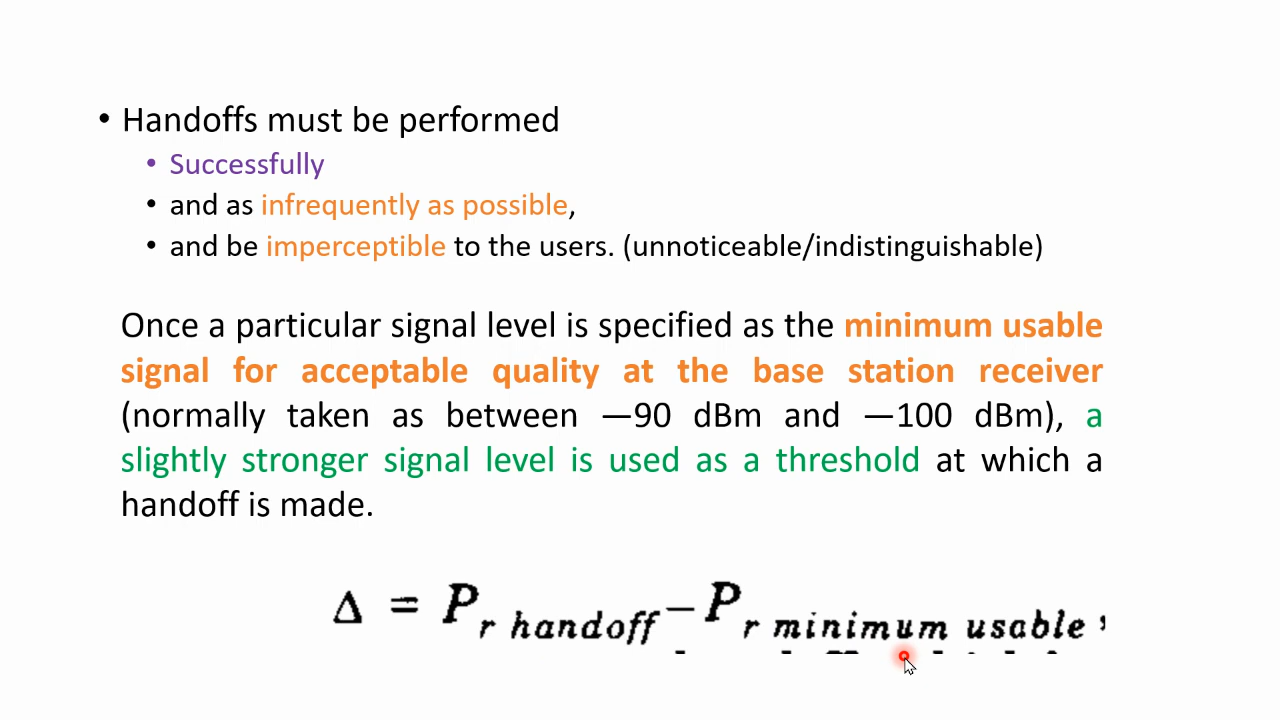 • Handoffs must be performed
• Successfully
• and as infrequently as possible,
• and be imperceptible to the users. (unnoticeable/indistinguishable)
Once a particular signal level is specified as the minimum usable
signal for acceptable quality at the base station receiver
(normally taken as between —90 dBm and —100 dBm), a
slightly stronger signal level is used as a threshold at which a
handoff is made.
Δ = P r handoff − P r minimum usable ,